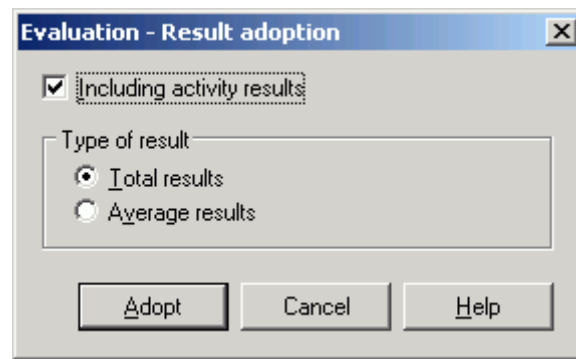 Evaluation - Result adoption
Including activity results
Type of result
Total results
Average results
Adopt Cancel Help